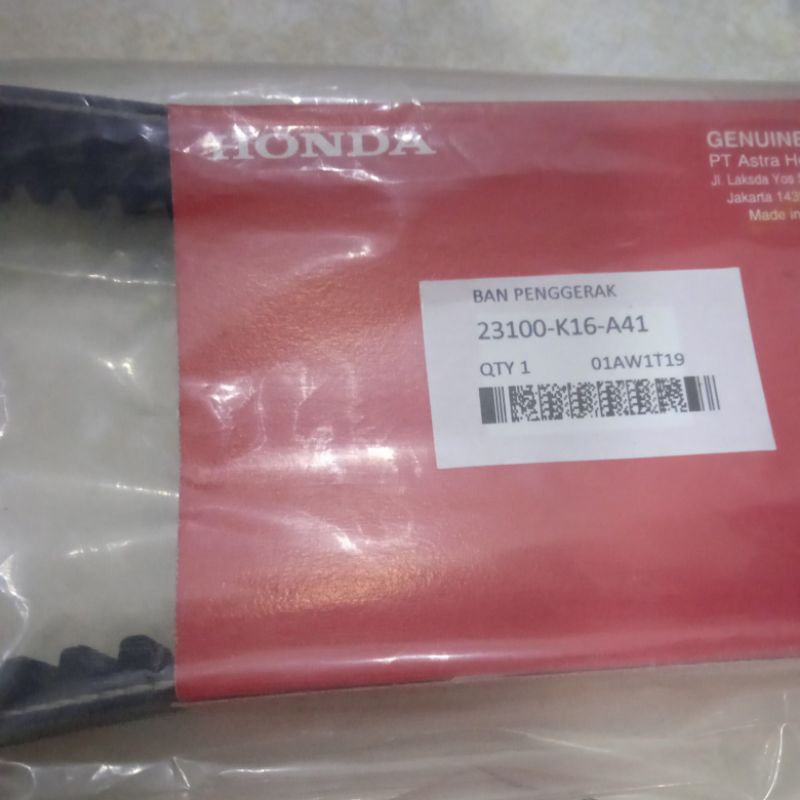 HONDA
GENUINE
PT Astra H
Jl. Laksda Yos
Jakarta 143
Made in
BAN PENGGERAK
23100-K16-A41
QTY 1 01AW1T19